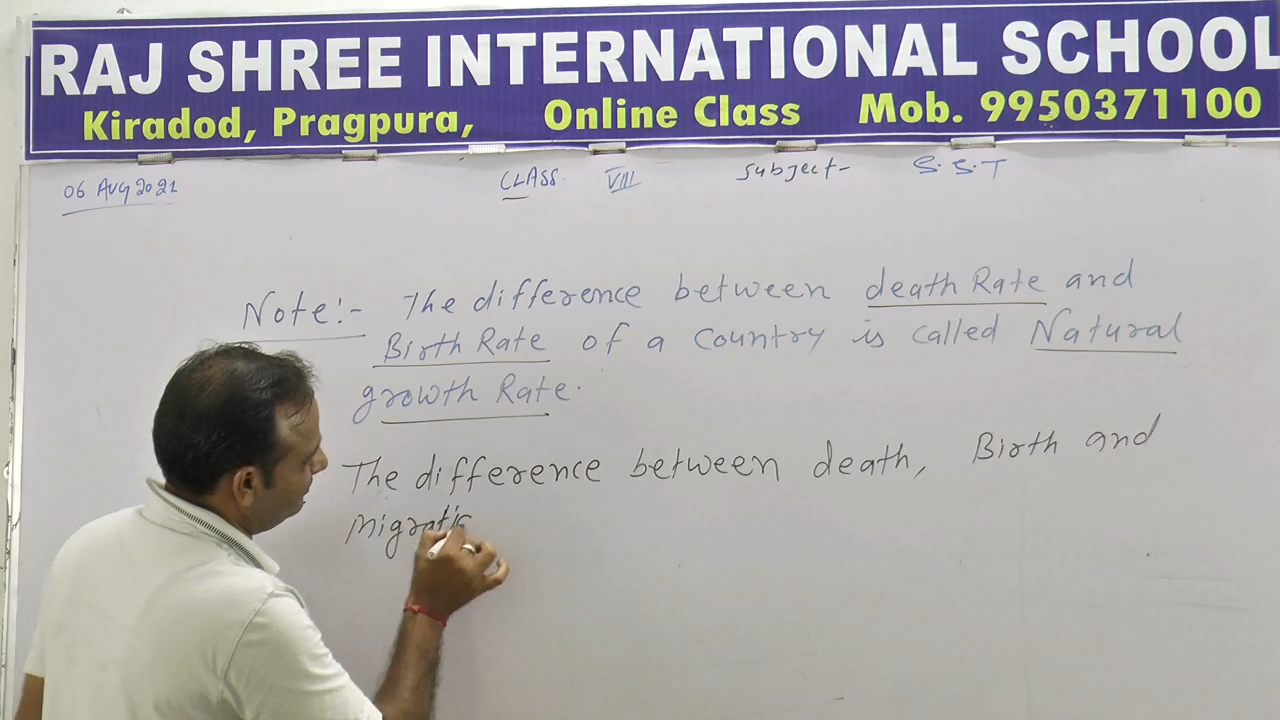 RAJ SHREE INTERNATIONAL SCHOOL
Kiradod, Pragpura, Online Class Mob. 9950371100
06 Aug 2021 CLASS VIII Subject- S.S.T
Note:- The difference between death Rate and
Birth Rate of a country is called Natural
growth Rate.
The difference between death, Birth and
migratio